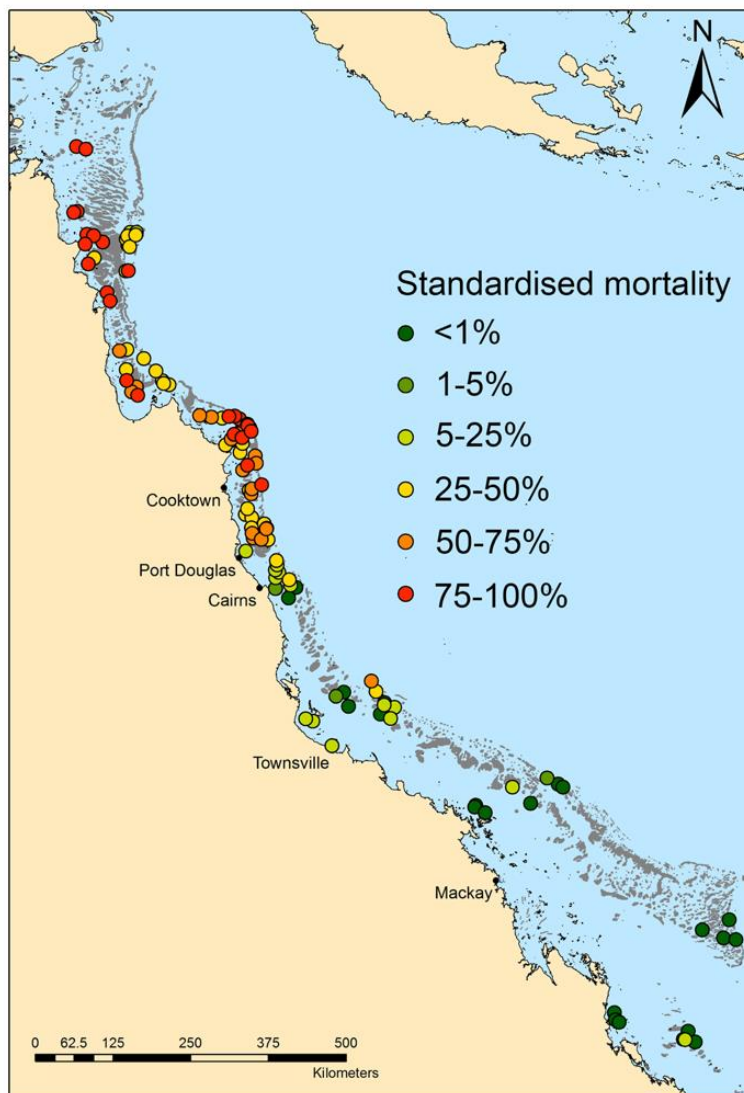 N
Standardised mortality
<1%
1-5%
5-25%
25-50%
50-75%
75-100%
Cooktown
Port Douglas
Cairns
Townsville
Mackay
0 62.5 125 250 375 500
Kilometers